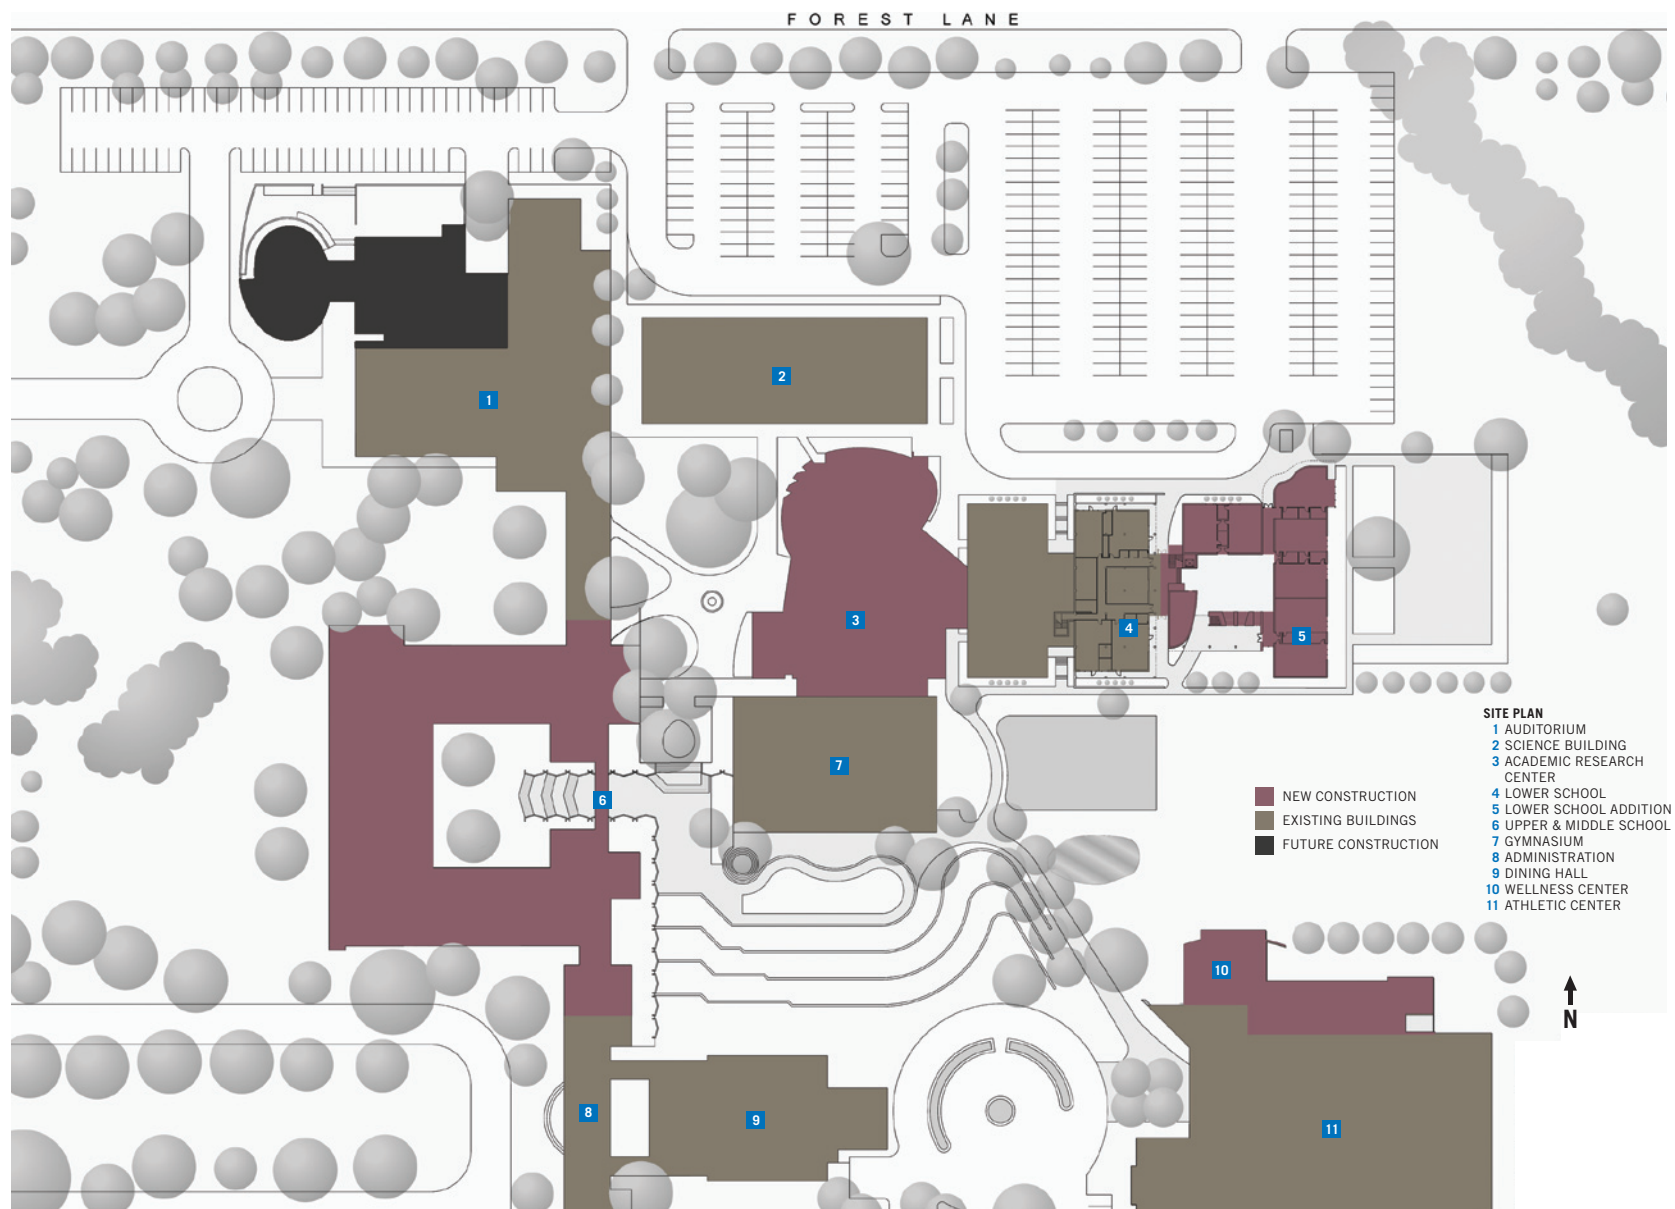 FOREST LANE
1
2
3
4
5
6
7
8
9
10
11
NEW CONSTRUCTION
EXISTING BUILDINGS
FUTURE CONSTRUCTION
SITE PLAN
1 AUDITORIUM
2 SCIENCE BUILDING
3 ACADEMIC RESEARCH
CENTER
4 LOWER SCHOOL
5 LOWER SCHOOL ADDITION
6 UPPER & MIDDLE SCHOOL
7 GYMNASIUM
8 ADMINISTRATION
9 DINING HALL
10 WELLNESS CENTER
11 ATHLETIC CENTER
N